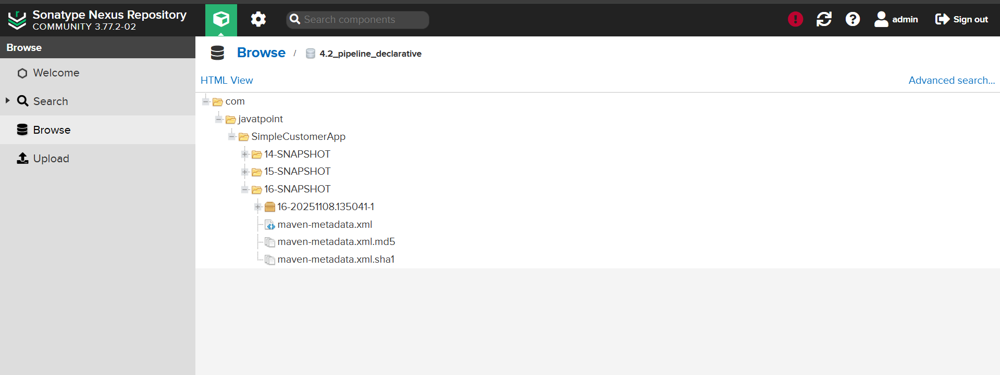 Sonatype Nexus Repository
COMMUNITY 3.77.2-02
Search components
admin
Sign out
Browse
Welcome
Search
Browse
Upload
Browse / 4.2_pipeline_declarative
HTML View
Advanced search...
com
javatpoint
SimpleCustomerApp
14-SNAPSHOT
15-SNAPSHOT
16-SNAPSHOT
16-20251108.135041-1
maven-metadata.xml
maven-metadata.xml.md5
maven-metadata.xml.sha1